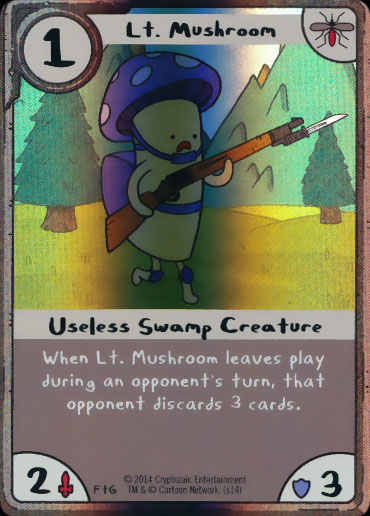 1
Lt. Mushroom
Useless Swamp Creature
When Lt. Mushroom leaves play
during an opponent's turn, that
opponent discards 3 cards.
2
FtG
© 2014 Cryptozoic Entertainment
TM & © Cartoon Network. (s14)
3